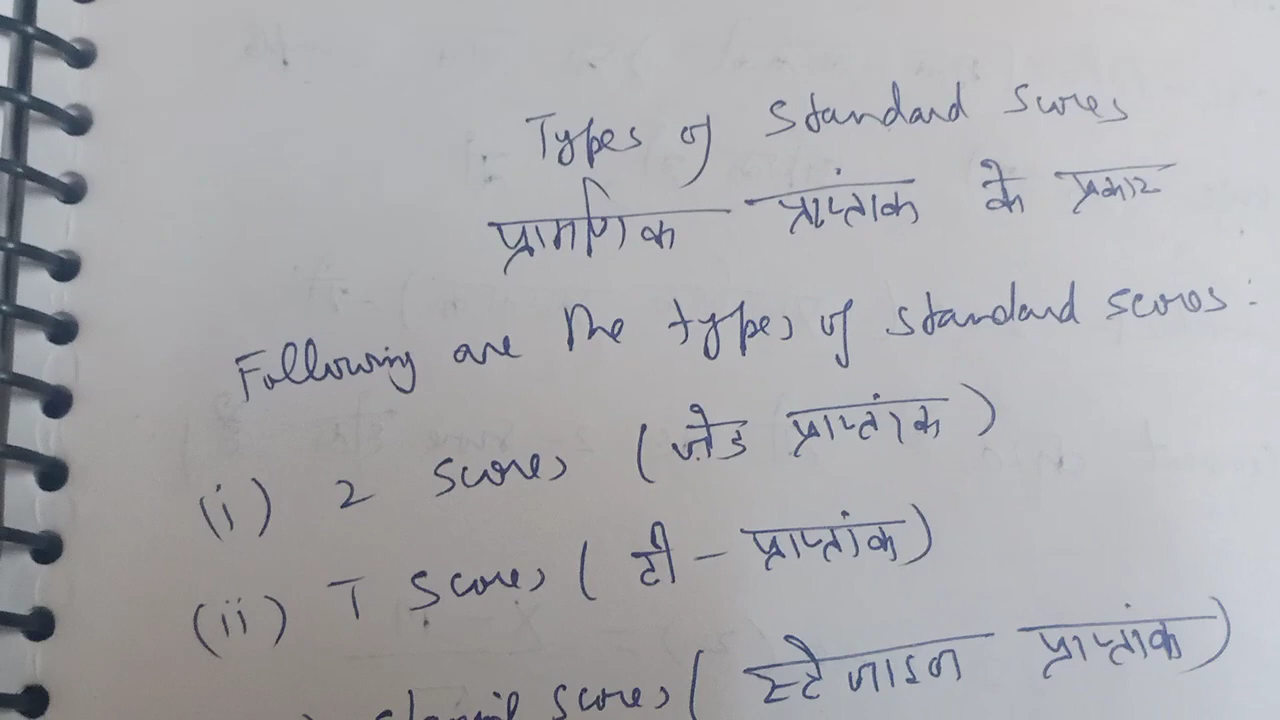 Types of Standard Scores
प्रामणिक प्राप्तांक के प्रकार
Following are the types of standard scores:
(i) Z Scores (जेड प्राप्तांक)
(ii) T Scores (टी - प्राप्तांक)
scores (स्टेनाइन प्राप्तांक)